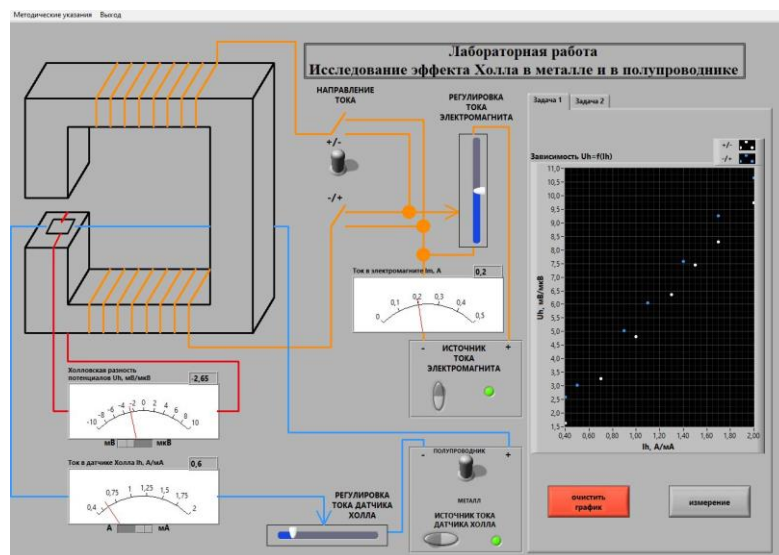 Методические указания Выход
Лабораторная работа
Исследование эффекта Холла в металле и в полупроводнике
НАПРАВЛЕНИЕ
ТОКА
+/-
-/+
РЕГУЛИРОВКА
ТОКА
ЭЛЕКТРОМАГНИТА
Ток в электромагните Im, А 0,2
0 0,1 0,2 0,3 0,4 0,5
- ИСТОЧНИК +
ТОКА
ЭЛЕКТРОМАГНИТА
Холловская разность
потенциалов Uh, мВ/мкВ -2,65
-10 -8 -6 -4 -2 0 2 4 6 8 10
мВ мкВ
Ток в датчике Холла Ih, А/мА 0,6
0,4 0,75 1 1,25 1,5 1,75 2
А мА
РЕГУЛИРОВКА
ТОКА ДАТЧИКА
ХОЛЛА
- ПОЛУПРОВОДНИК +
МЕТАЛЛ
ИСТОЧНИК ТОКА
ДАТЧИКА ХОЛЛА
Задача 1 Задача 2
+/-
-/+
Зависимость Uh=f(Ih)
Uh, мВ/мкВ
11,0
10,5
10,0
9,5
9,0
8,5
8,0
7,5
7,0
6,5
6,0
5,5
5,0
4,5
4,0
3,5
3,0
2,5
2,0
1,5
0,40 0,60 0,80 1,00 1,20 1,40 1,60 1,80 2,00
Ih, А/мА
очистить
график
измерение